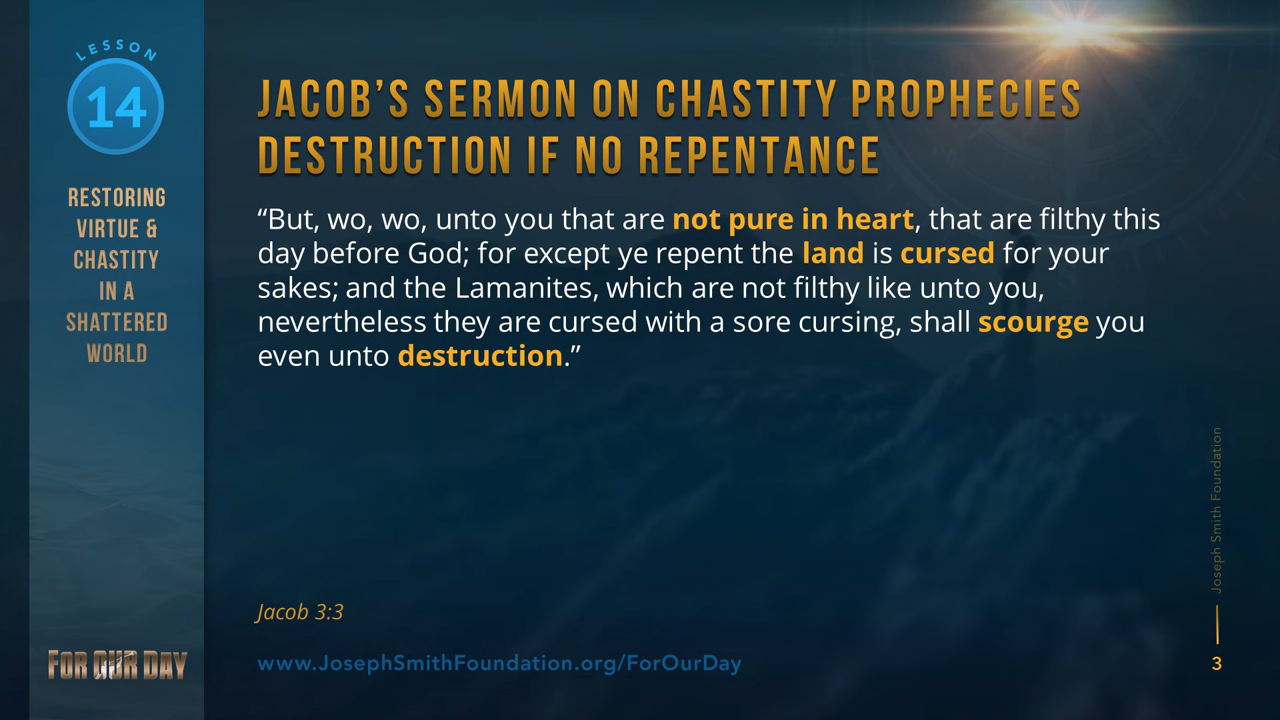 LESSON
14
RESTORING
VIRTUE &
CHASTITY
IN A
SHATTERED
WORLD
FOR OUR DAY
JACOB’S SERMON ON CHASTITY PROPHECIES
DESTRUCTION IF NO REPENTANCE
“But, wo, wo, unto you that are not pure in heart, that are filthy this
day before God; for except ye repent the land is cursed for your
sakes; and the Lamanites, which are not filthy like unto you,
nevertheless they are cursed with a sore cursing, shall scourge you
even unto destruction.”
Jacob 3:3
www.JosephSmithFoundation.org/ForOurDay
Joseph Smith Foundation
3